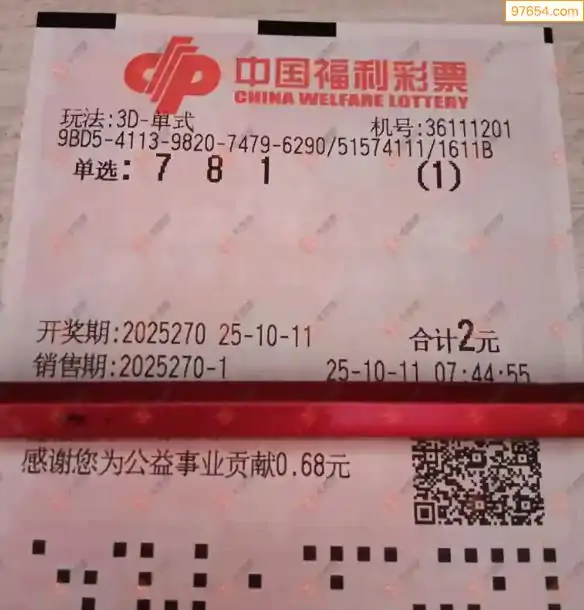 97654.com
中国福利彩票
CHINA WELFARE LOTTERY
玩法:3D-单式 机号:36111201
9BD5-4113-9820-7479-6290/51574111/1611B
单选: 7 8 1 (1)
开奖期:2025270 25-10-11 合计2元
销售期:2025270-1 25-10-11 07:44:55
感谢您为公益事业贡献0.68元